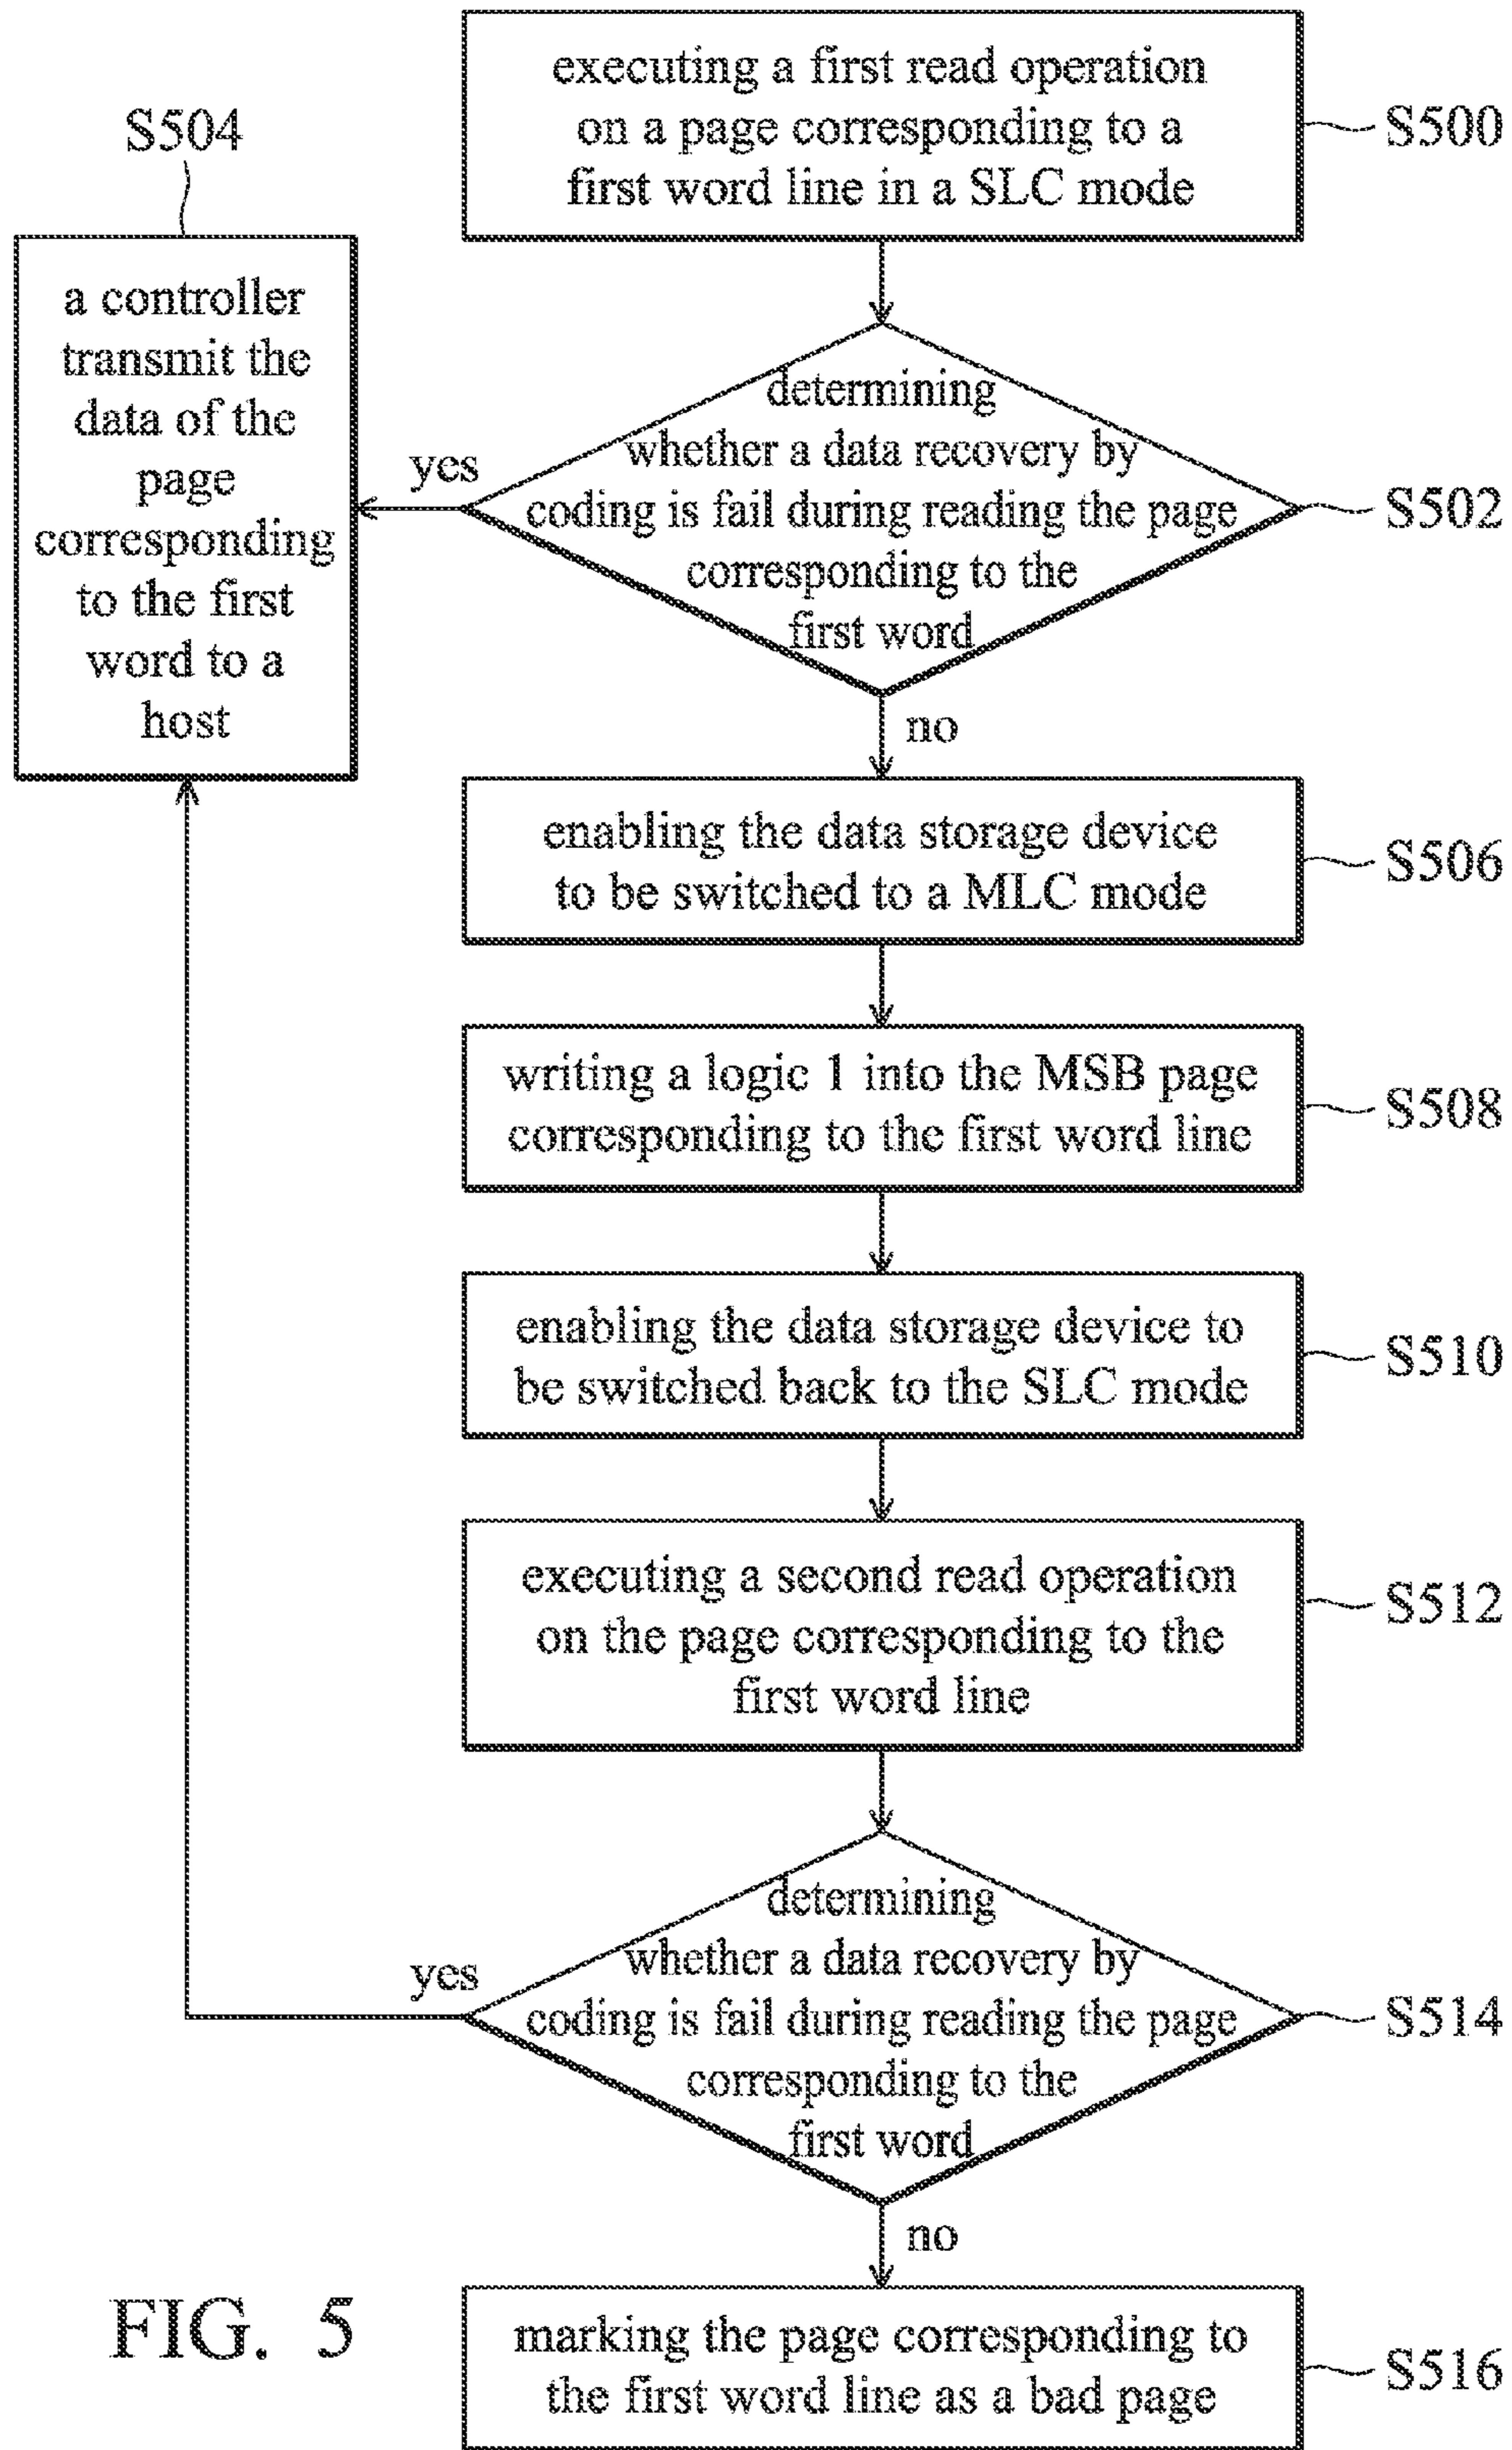 executing a first read operation
on a page corresponding to a
first word line in a SLC mode
S500
S504
a controller
transmit the
data of the
page
corresponding
to the first
word to a
host
determining
whether a data recovery by
coding is fail during reading the page
corresponding to the
first word
S502
yes
no
enabling the data storage device
to be switched to a MLC mode
S506
writing a logic 1 into the MSB page
corresponding to the first word line
S508
enabling the data storage device to
be switched back to the SLC mode
S510
executing a second read operation
on the page corresponding to the
first word line
S512
determining
whether a data recovery by
coding is fail during reading the page
corresponding to the
first word
S514
yes
no
marking the page corresponding to
the first word line as a bad page
S516
FIG. 5